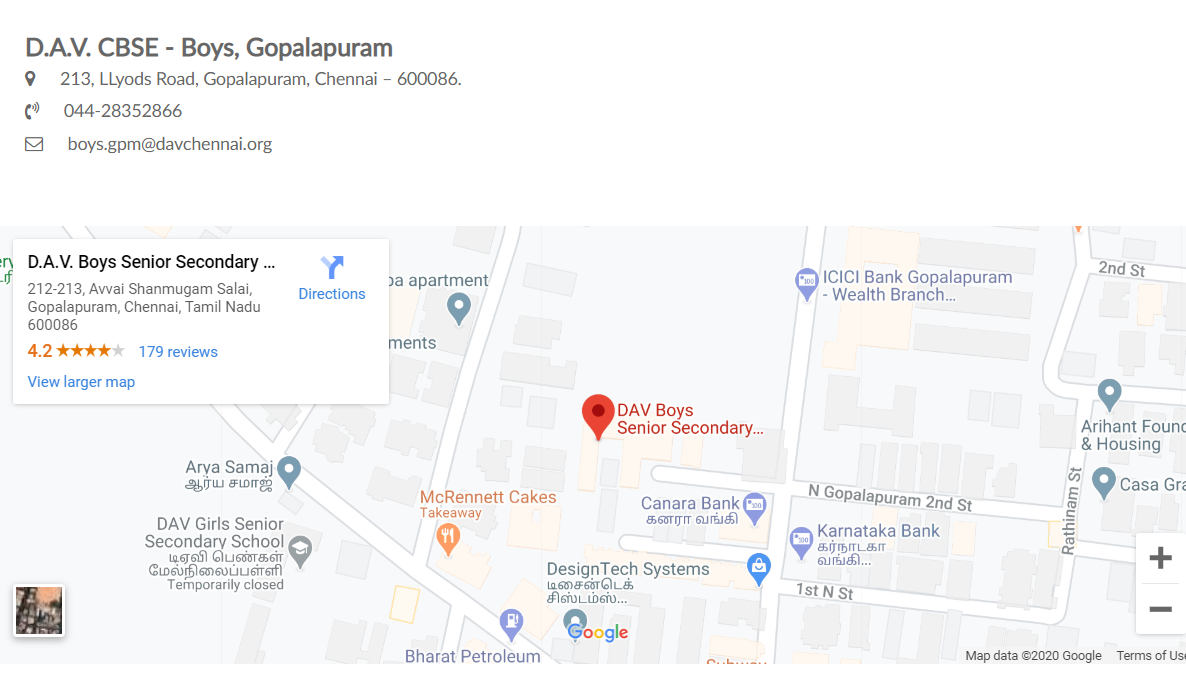 D.A.V. CBSE - Boys, Gopalapuram
213, LLyods Road, Gopalapuram, Chennai – 600086.
044-28352866
boys.gpm@davchennai.org
D.A.V. Boys Senior Secondary ...
212-213, Avvai Shanmugam Salai,
Gopalapuram, Chennai, Tamil Nadu
600086
Directions
4.2
179 reviews
View larger map
pa apartment
ments
ICICI Bank Gopalapuram
- Wealth Branch...
2nd St
DAV Boys
Senior Secondary...
Arihant Found
& Housing
Arya Samaj
ஆர்ய சமாஜ்
McRennett Cakes
Takeaway
Canara Bank
கனரா வங்கி
N Gopalapuram 2nd St
Casa Gra
Rathinam St
DAV Girls Senior
Secondary School
டிஏவி பெண்கள்
மேல்நிலைப்பள்ளி
Temporarily closed
Karnataka Bank
கர்நாடகா
வங்கி...
DesignTech Systems
டிசைன்டெக்
சிஸ்டம்ஸ்...
1st N St
Google
Bharat Petroleum
Subway
Map data ©2020 Google
Terms of Use